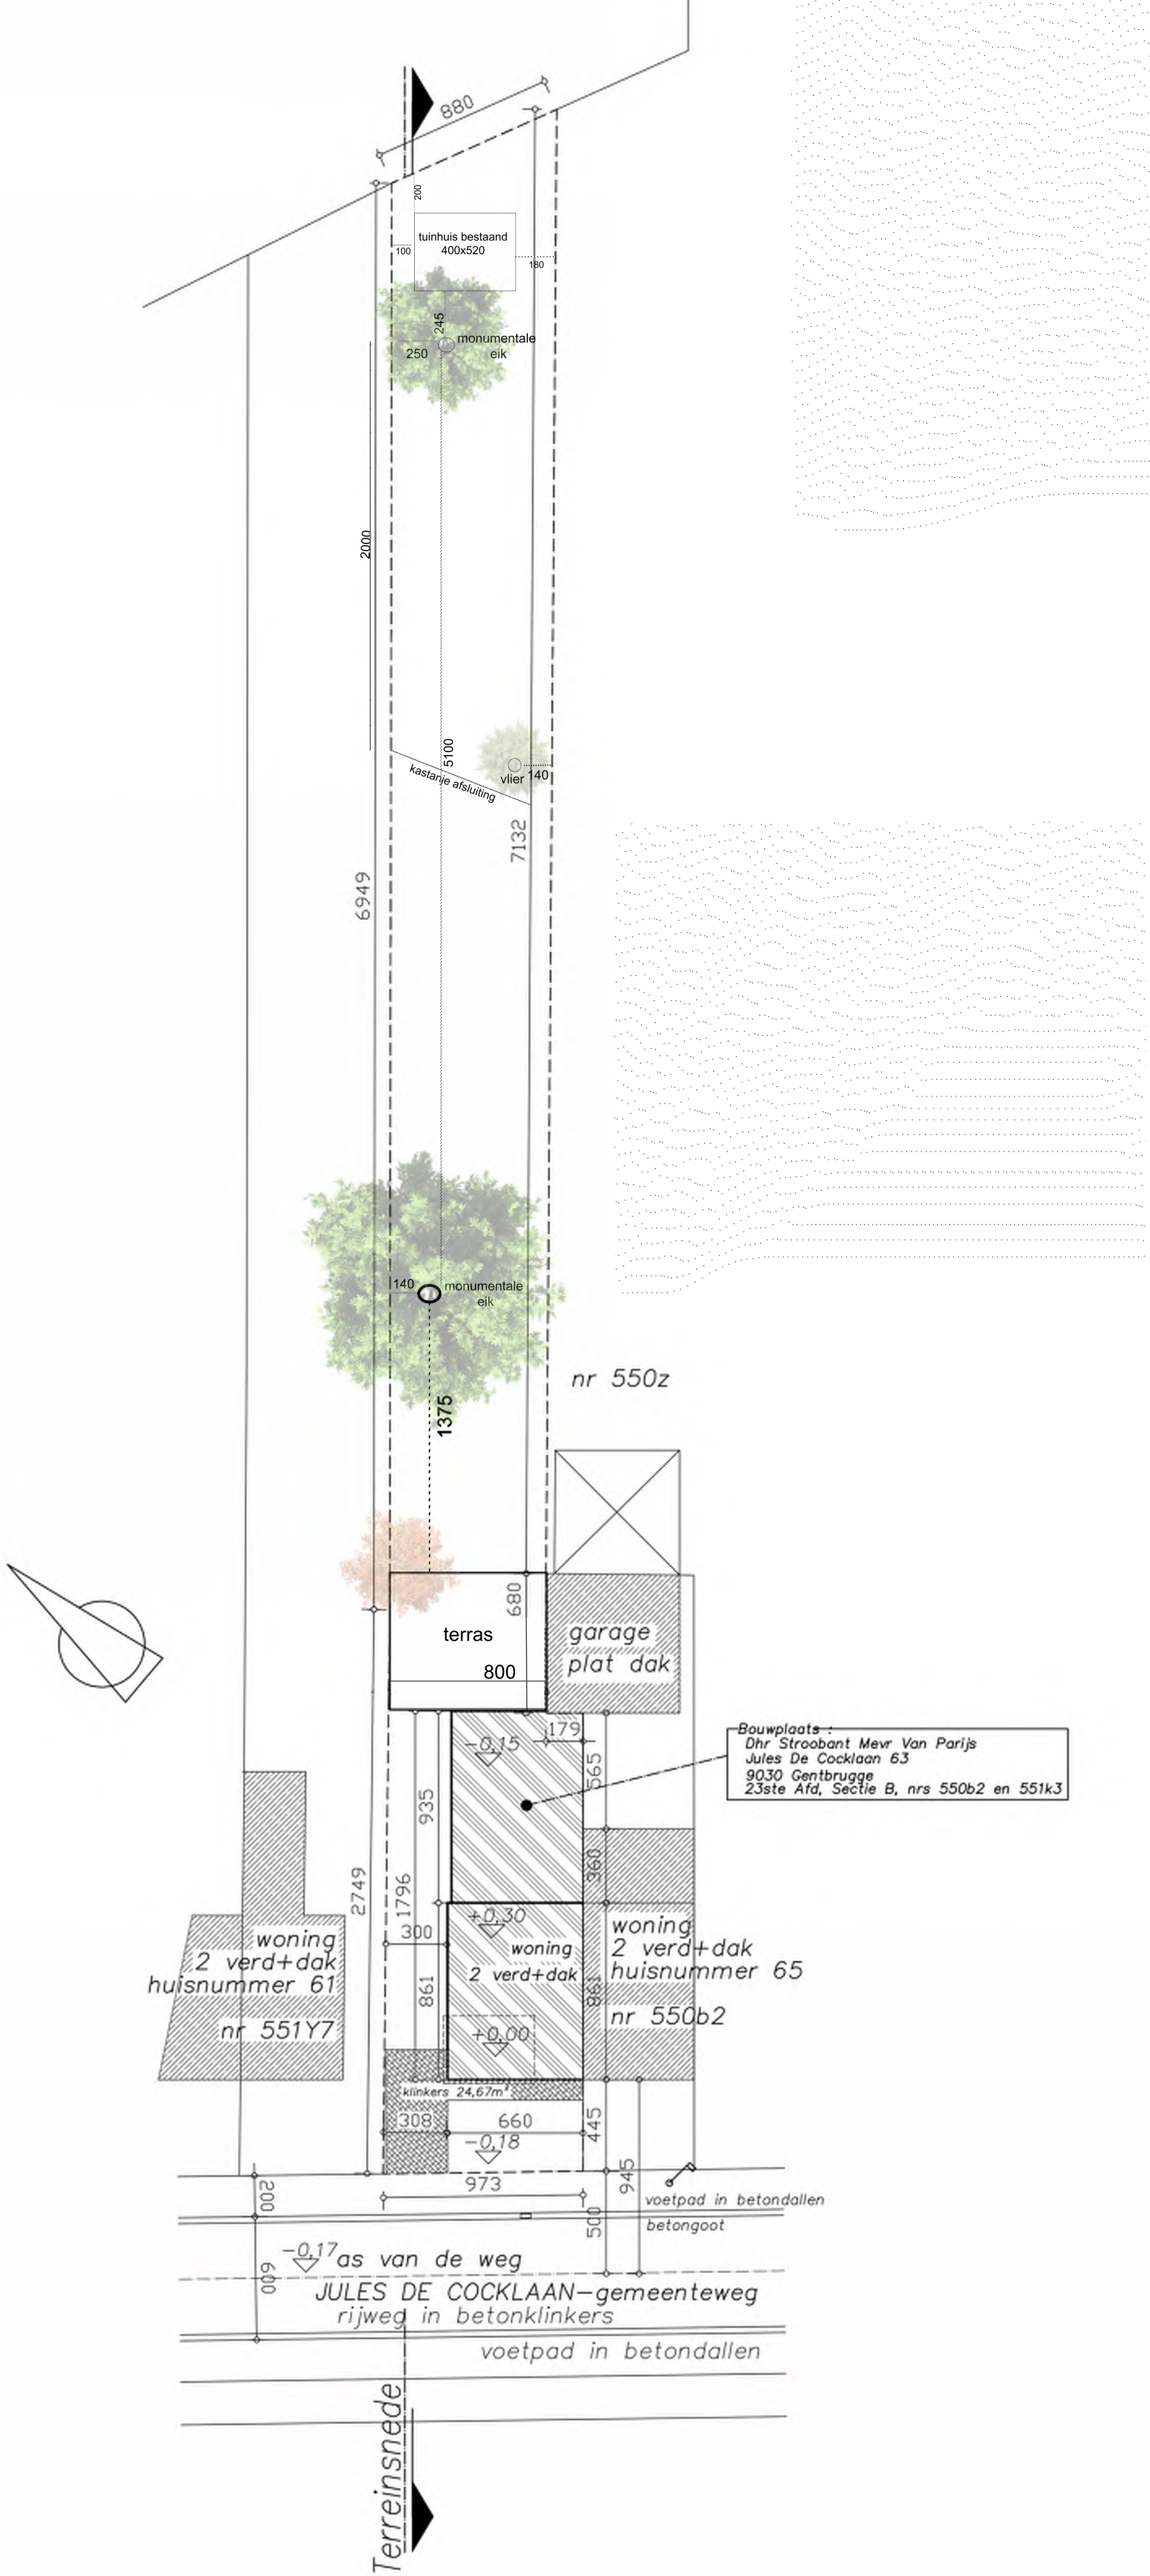 880
200
tuinhuis bestaand
400x520
100
180
245
monumentale
eik
250
2000
5100
vlier
140
kastanje afsluiting
7132
6949
140
monumentale
eik
1375
nr 550z
680
terras
800
garage
plat dak
179
-0,15
565
Bouwplaats :
Dhr Stroobant Mevr Van Parijs
Jules De Cocklaan 63
9030 Gentbrugge
23ste Afd, Sectie B, nrs 550b2 en 551k3
935
2749
1796
360
+0,30
300
woning
2 verd+dak
woning
2 verd+dak
huisnummer 61
nr 551Y7
woning
2 verd+dak
huisnummer 65
nr 550b2
861
861
+0,00
klinkers 24,67m²
308
660
445
-0,18
945
973
200
voetpad in betondallen
500
betongoot
-0,17
as van de weg
600
JULES DE COCKLAAN-gemeenteweg
rijweg in betonklinkers
voetpad in betondallen
Terreinsnede